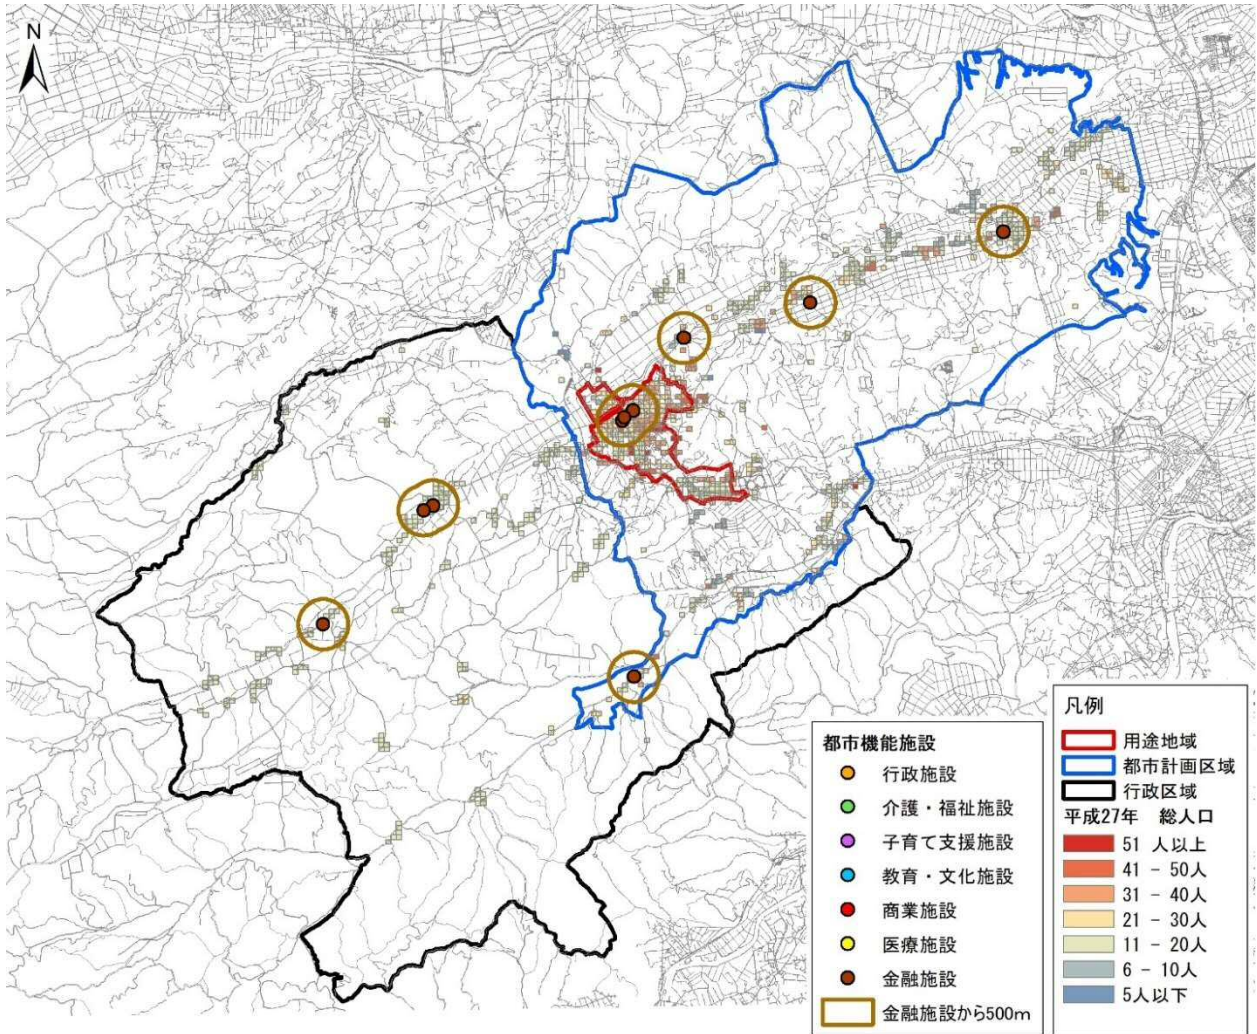 N
都市機能施設
行政施設
介護・福祉施設
子育て支援施設
教育・文化施設
商業施設
医療施設
金融施設
金融施設から500m
凡例
用途地域
都市計画区域
行政区域
平成27年 総人口
51 人以上
41 - 50人
31 - 40人
21 - 30人
11 - 20人
6 - 10人
5人以下